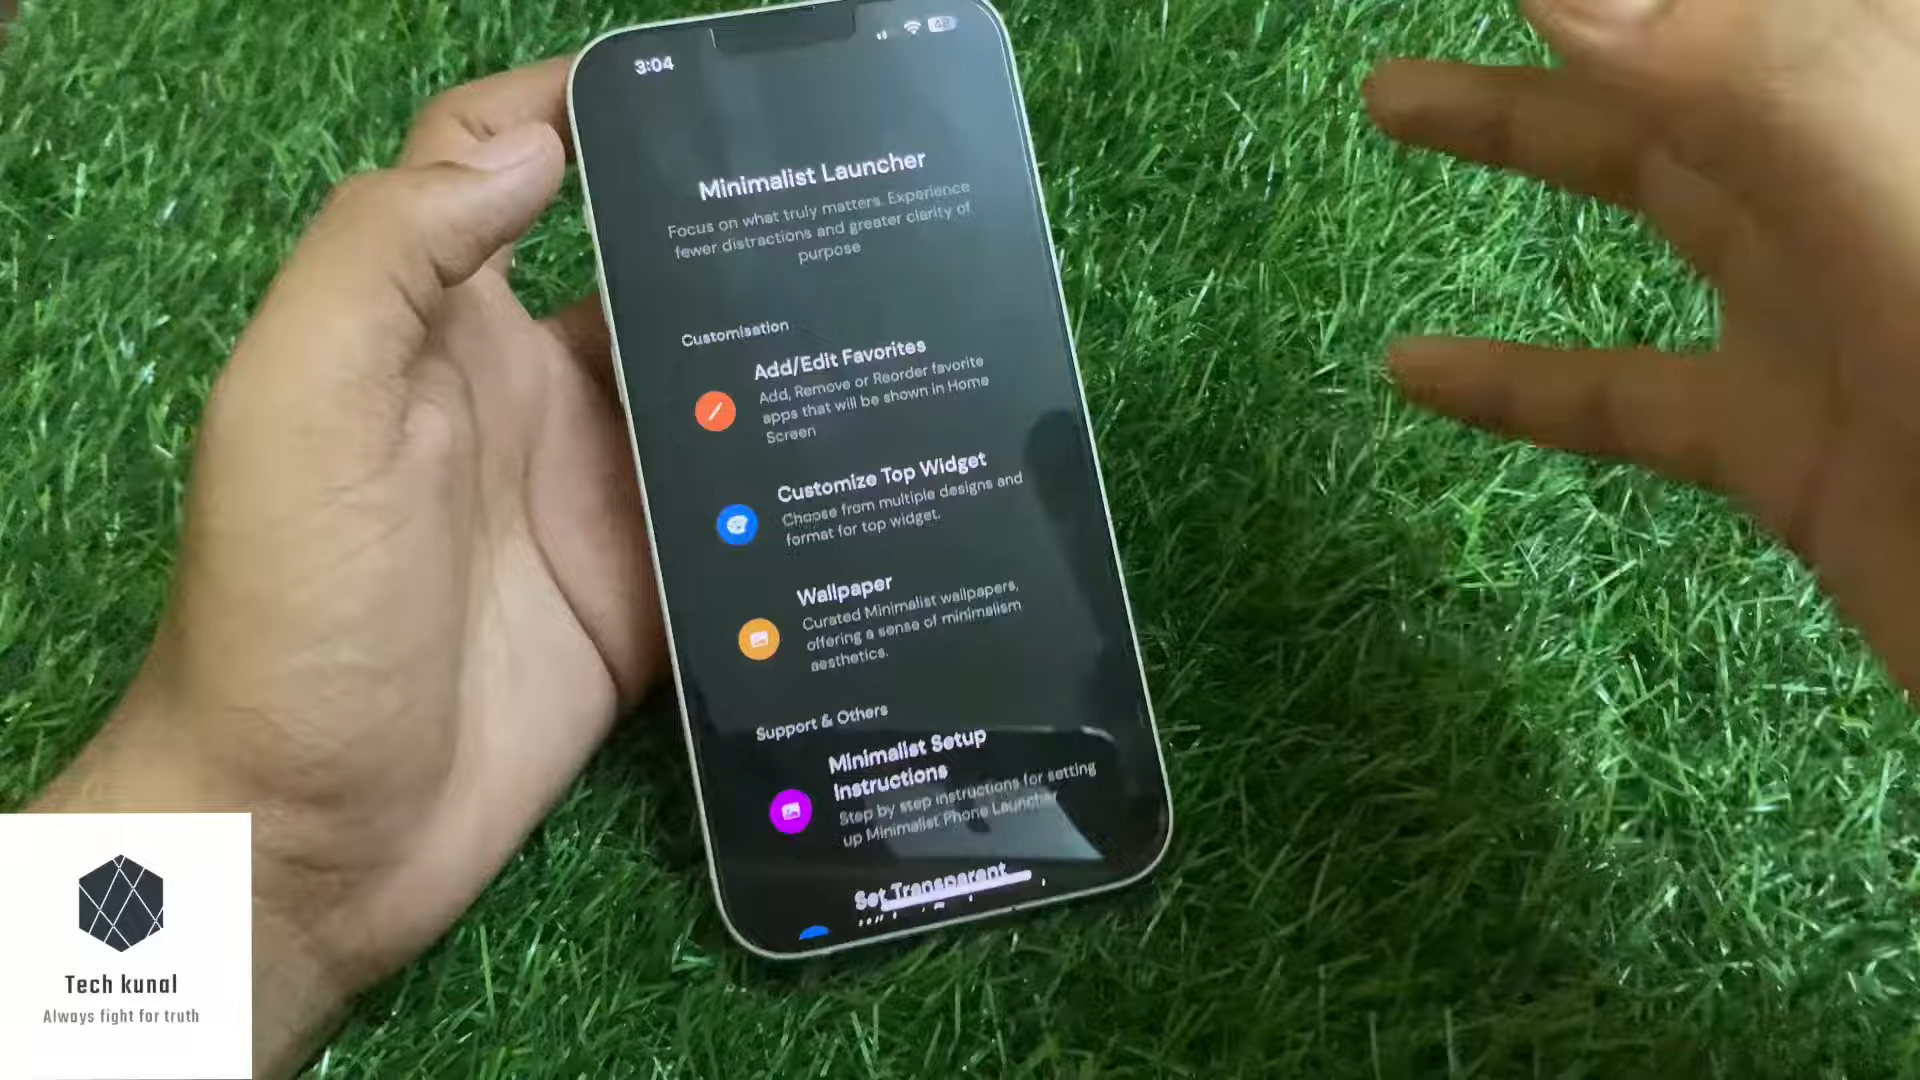 3:04
48
Minimalist Launcher
Focus on what truly matters. Experience
fewer distractions and greater clarity of
purpose
Customisation
Add/Edit Favorites
Add, Remove or Reorder favorite
apps that will be shown in Home
Screen
Customize Top Widget
Choose from multiple designs and
format for top widget.
Wallpaper
Curated Minimalist wallpapers,
offering a sense of minimalism
aesthetics.
Support & Others
Minimalist Setup
Instructions
Step by step instructions for setting
up Minimalist Phone Launcher
Set Transparent
Tech kunal
Always fight for truth